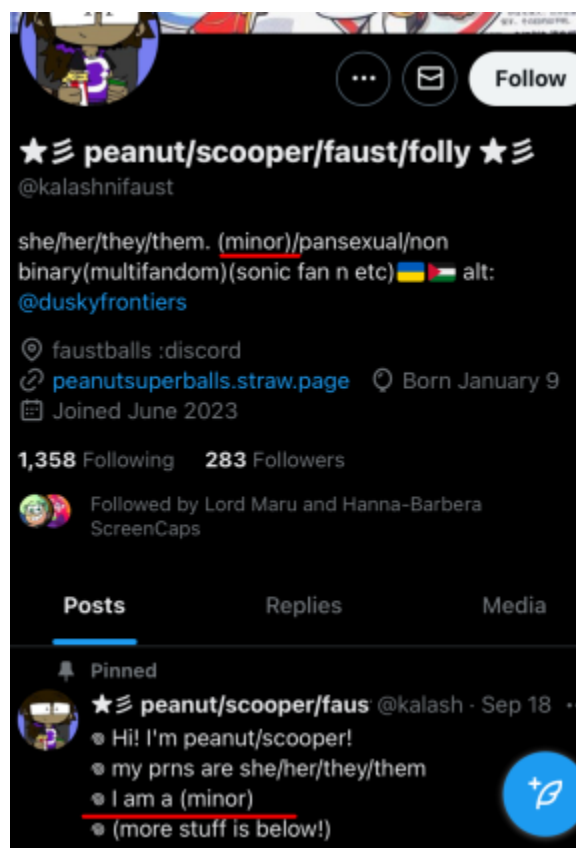 Follow
★彡 peanut/scooper/faust/folly ★彡
@kalashnifaust
she/her/they/them. (minor)/pansexual/non
binary(multifandom)(sonic fan n etc)🇺🇦🇵🇸 alt:
@duskyfrontiers
faustballs :discord
peanutsuperballs.straw.page Born January 9
Joined June 2023
1,358 Following 283 Followers
Followed by Lord Maru and Hanna-Barbera
ScreenCaps
Posts Replies Media
Pinned
★彡 peanut/scooper/faus @kalash · Sep 18
Hi! I'm peanut/scooper!
my prns are she/her/they/them
I am a (minor)
(more stuff is below!)